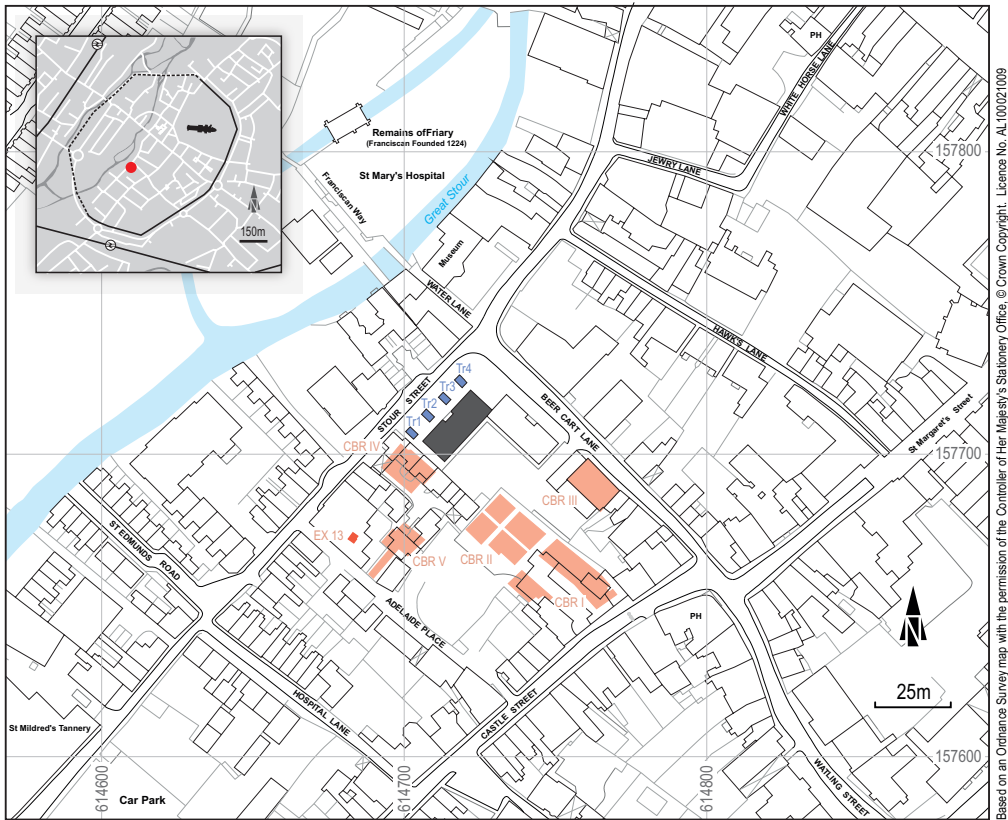 PH
WHITE HORSE LANE
Remains ofFriary
(Franciscan Founded 1224)
157800
JEWRY LANE
St Mary's Hospital
Franciscan Way
Great Stour
150m
Museum
WATER LANE
HAWK'S LANE
Tr4
Tr3
Tr2
Tr1
STOUR STREET
BEER CART LANE
St Margaret's Street
CBR IV
157700
CBR III
EX 13
CBR V
CBR II
CBR I
ST EDMUNDS ROAD
ADELAIDE PLACE
PH
N
25m
HOSPITAL LANE
CASTLE STREET
St Mildred's Tannery
157600
WATLING STREET
Car Park
614600
614700
614800
Based on an Ordnance Survey map with the permission of the Controller of Her Majesty's Stationery Office, © Crown Copyright. Licence No. AL100021009